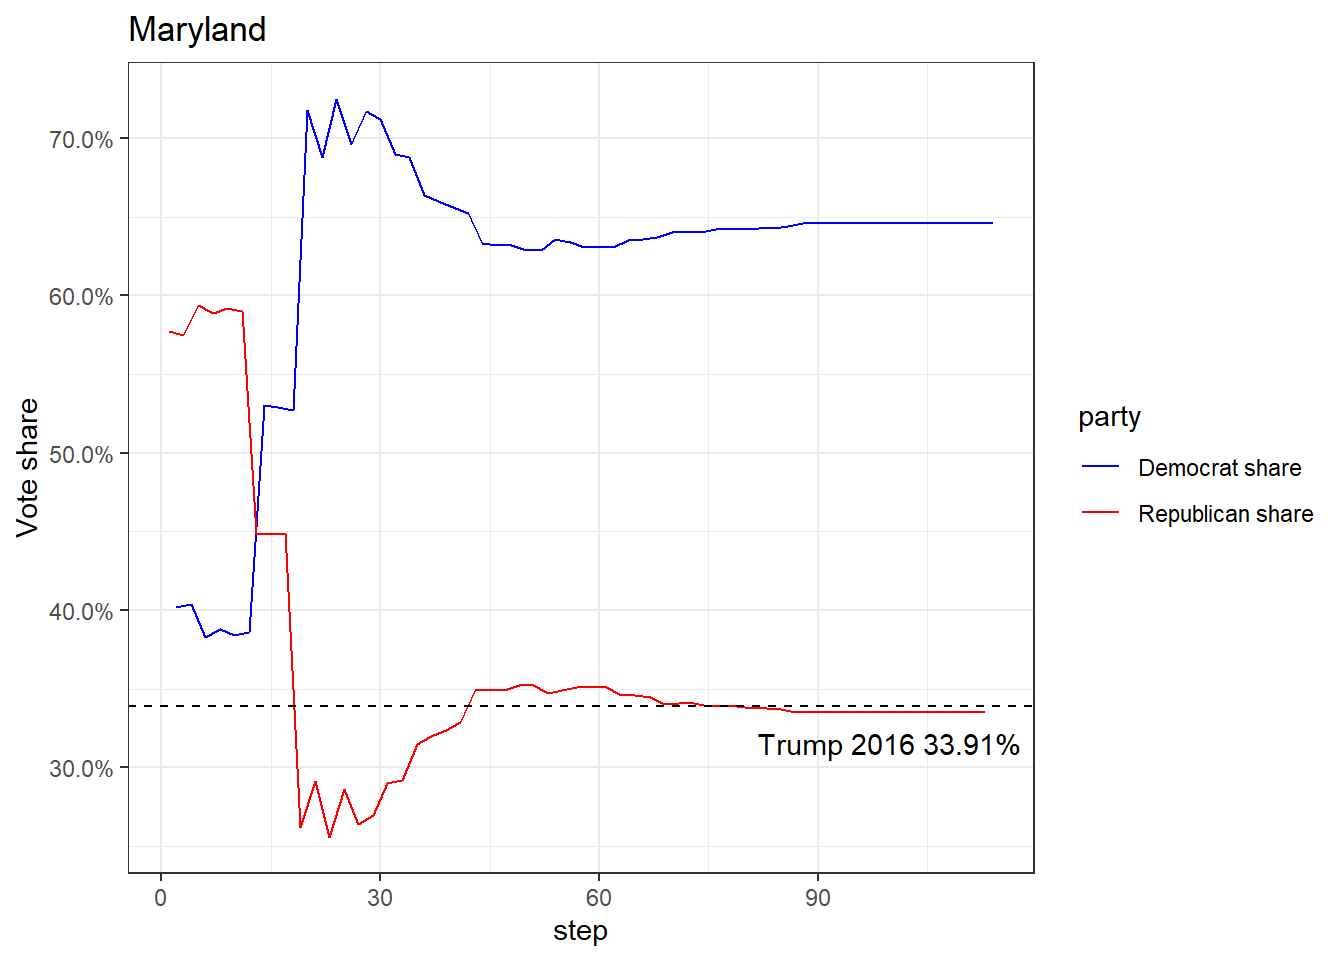 Maryland
70.0%
60.0%
50.0%
40.0%
30.0%
Vote share
Trump 2016 33.91%
0 30 60 90
step
party
Democrat share
Republican share